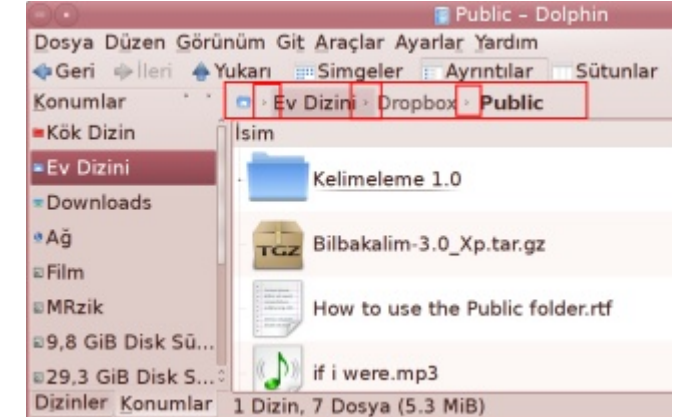 Public – Dolphin
Dosya Düzen Görünüm Git Araçlar Ayarlar Yardım
Geri İleri Yukarı Simgeler Ayrıntılar Sütunlar
Konumlar
Ev Dizini Dropbox Public
Kök Dizin
Ev Dizini
Downloads
Ağ
Film
MRzik
9,8 GiB Disk Sü...
29,3 GiB Disk S...
Dizinler Konumlar
İsim
Kelimeleme 1.0
TGZ
Bilbakalim-3.0_Xp.tar.gz
How to use the Public folder.rtf
if i were.mp3
1 Dizin, 7 Dosya (5.3 MiB)